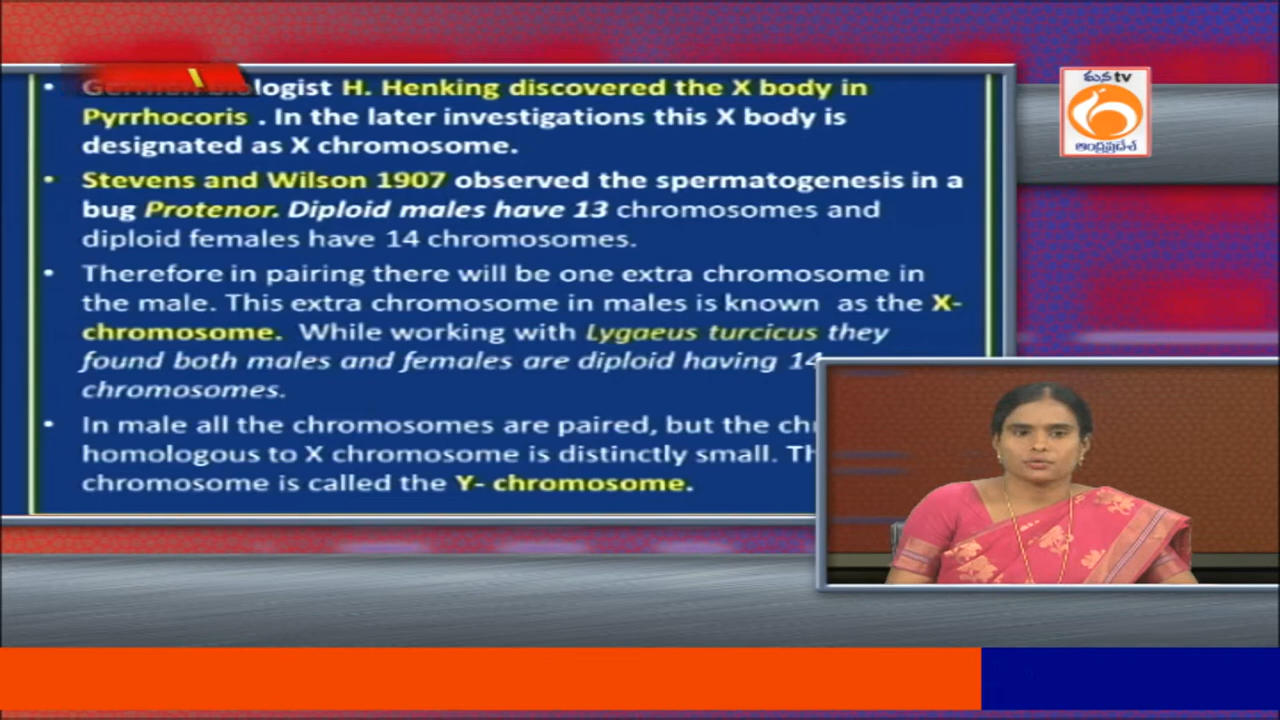 logist H. Henking discovered the X body in
Pyrrhocoris . In the later investigations this X body is
designated as X chromosome.
• Stevens and Wilson 1907 observed the spermatogenesis in a
bug Protenor. Diploid males have 13 chromosomes and
diploid females have 14 chromosomes.
• Therefore in pairing there will be one extra chromosome in
the male. This extra chromosome in males is known as the X-
chromosome. While working with Lygaeus turcicus they
found both males and females are diploid having 14
chromosomes.
• In male all the chromosomes are paired, but the
homologous to X chromosome is distinctly small.
chromosome is called the Y- chromosome.
మన tv
ఆంధ్రప్రదేశ్